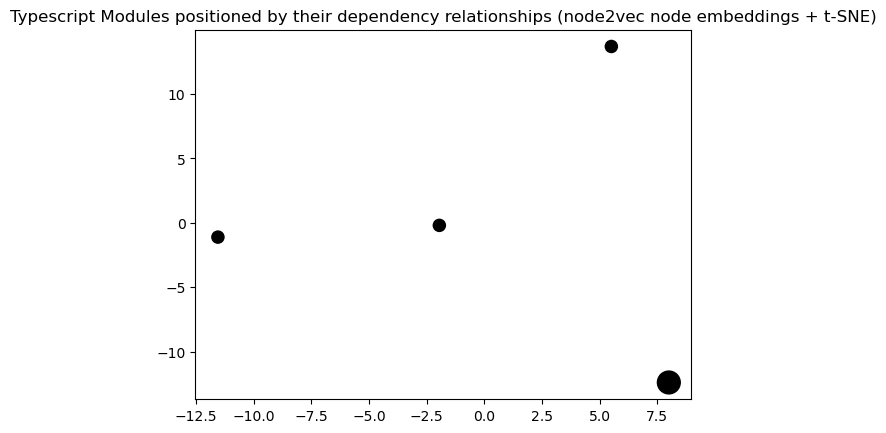 Typescript Modules positioned by their dependency relationships (node2vec node embeddings + t-SNE)
10
5
0
−5
−10
−12.5 −10.0 −7.5 −5.0 −2.5 0.0 2.5 5.0 7.5